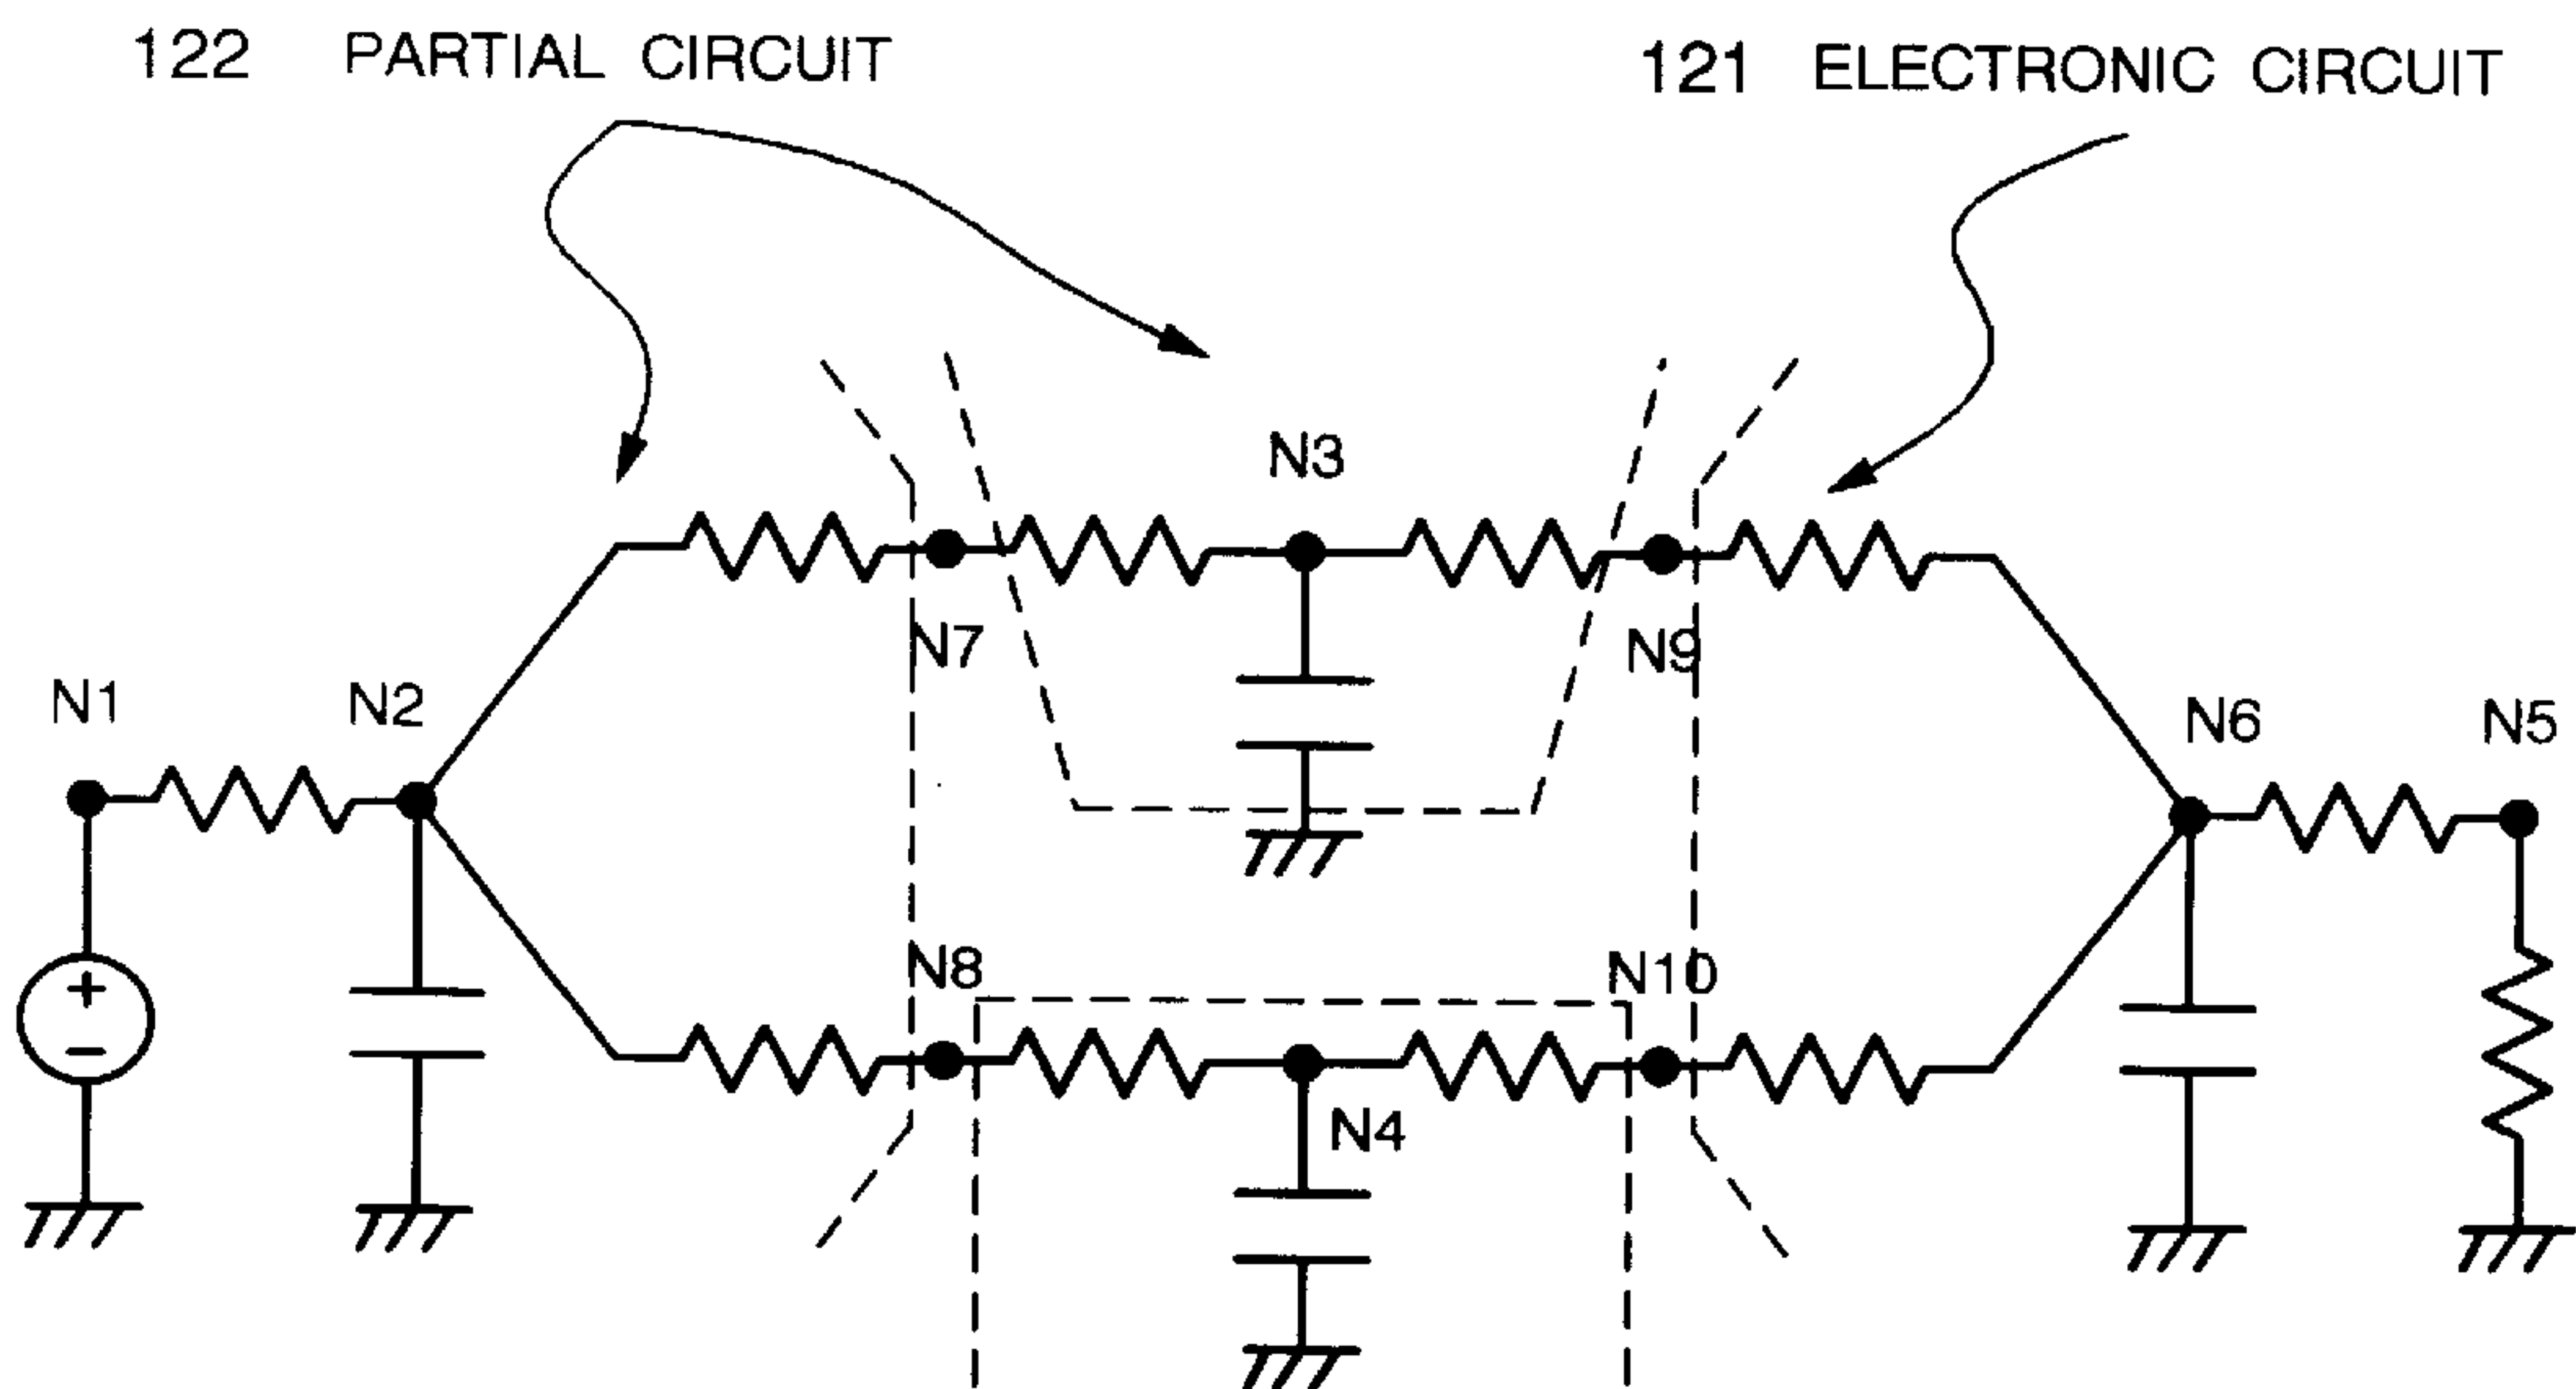 122 PARTIAL CIRCUIT
121 ELECTRONIC CIRCUIT
N3
N7
N9
N1
N2
N6
N5
+
−
N8
N10
N4